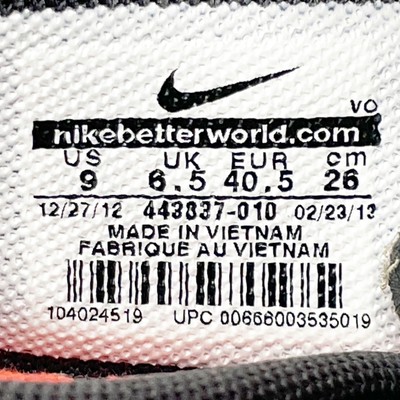 VO
nikebetterworld.com
US UK EUR cm
9 6.5 40.5 26
12/27/12 443837-010 02/23/13
MADE IN VIETNAM
FABRIQUE AU VIETNAM
104024519 UPC 00666003535019